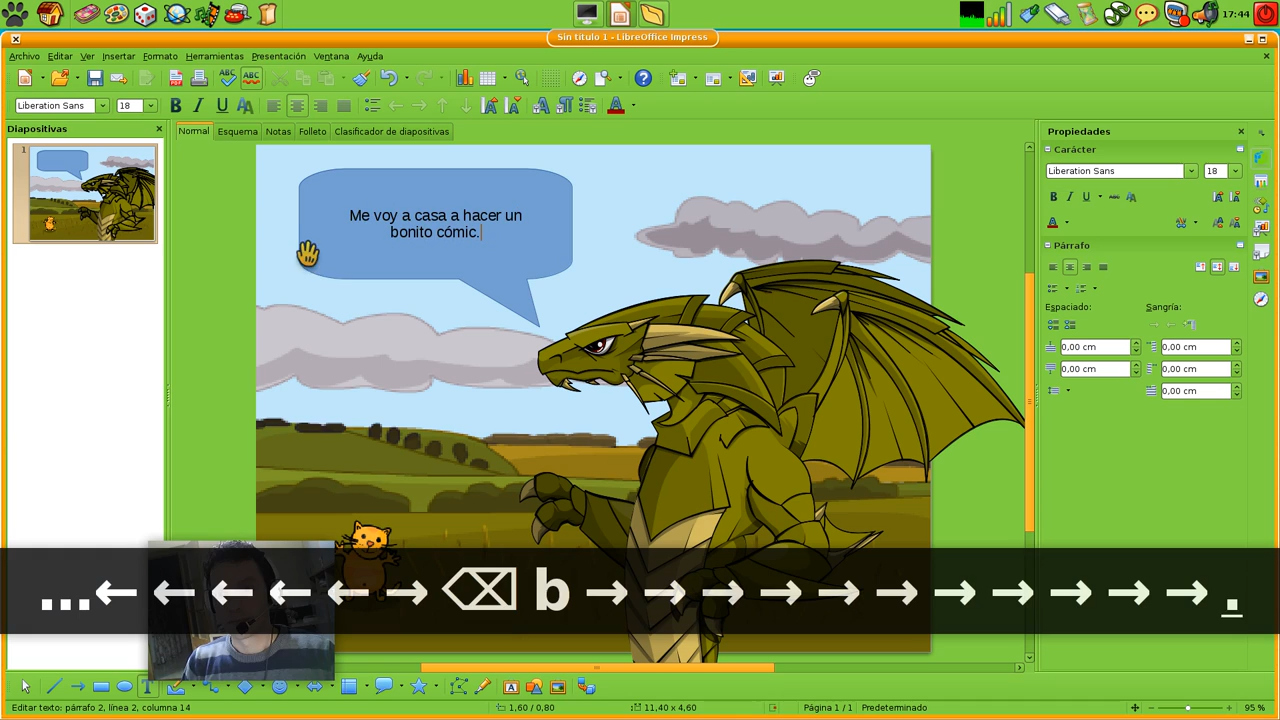 17:44
Sin título 1 - LibreOffice Impress
Archivo Editar Ver Insertar Formato Herramientas Presentación Ventana Ayuda
Liberation Sans 18
Diapositivas
Normal Esquema Notas Folleto Clasificador de diapositivas
Propiedades
Carácter
1
Liberation Sans 18
Me voy a casa a hacer un
bonito cómic.
Párrafo
Espaciado: Sangría:
0,00 cm 0,00 cm
0,00 cm 0,00 cm
0,00 cm
...← ← ← ← ← → ⌫ b → → → → → → → → → → → .
Editar texto: párrafo 2, línea 2, columna 14 1,60 / 0,80 11,40 x 4,60 Página 1 / 1 Predeterminado 95 %